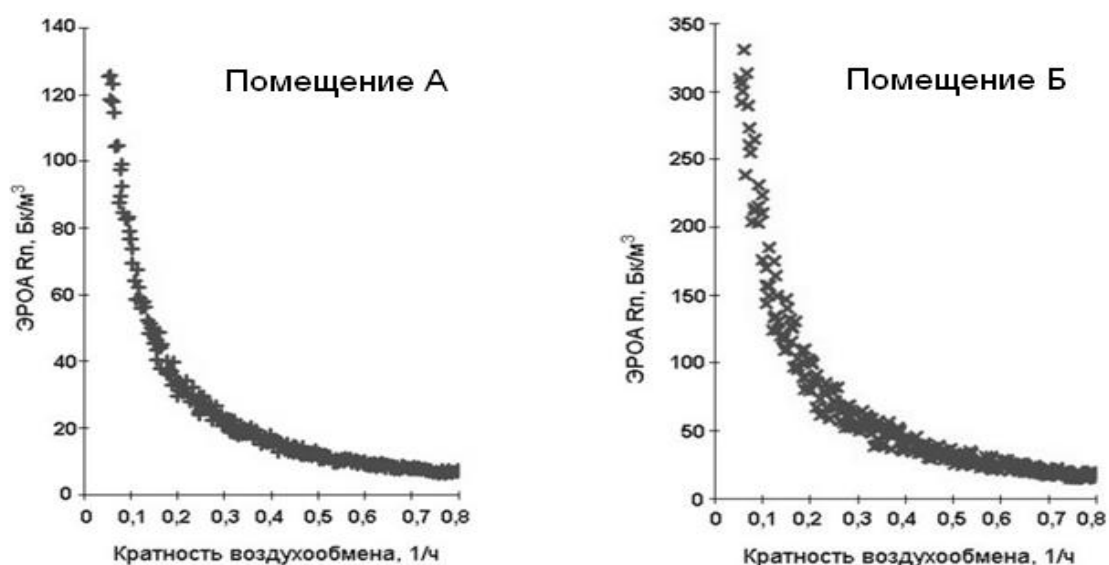 Помещение А
ЭРОА Rn, Бк/м³
140
120
100
80
60
40
20
0
0 0,1 0,2 0,3 0,4 0,5 0,6 0,7 0,8
Кратность воздухообмена, 1/ч
Помещение Б
ЭРОА Rn, Бк/м³
350
300
250
200
150
100
50
0
0 0,1 0,2 0,3 0,4 0,5 0,6 0,7 0,8
Кратность воздухообмена, 1/ч